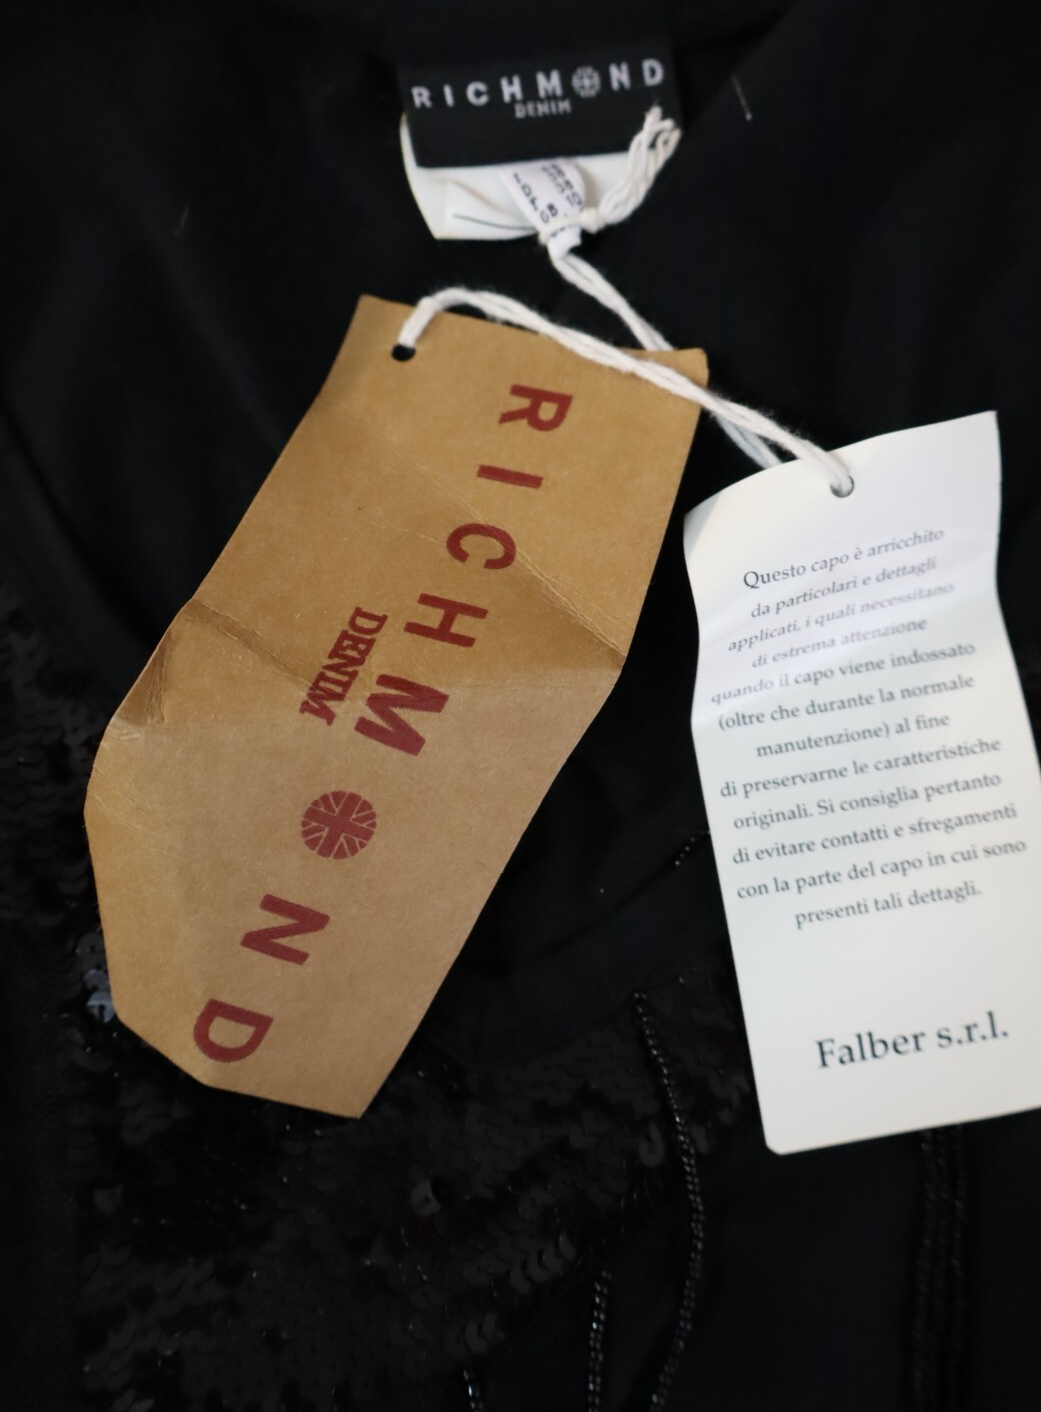 RICHMOND
DENIM
RICHMOND
DENIM
Questo capo è arricchito
da particolari e dettagli
applicati, i quali necessitano
di estrema attenzione
quando il capo viene indossato
(oltre che durante la normale
manutenzione) al fine
di preservarne le caratteristiche
originali. Si consiglia pertanto
di evitare contatti e sfregamenti
con la parte del capo in cui sono
presenti tali dettagli.
Falber s.r.l.